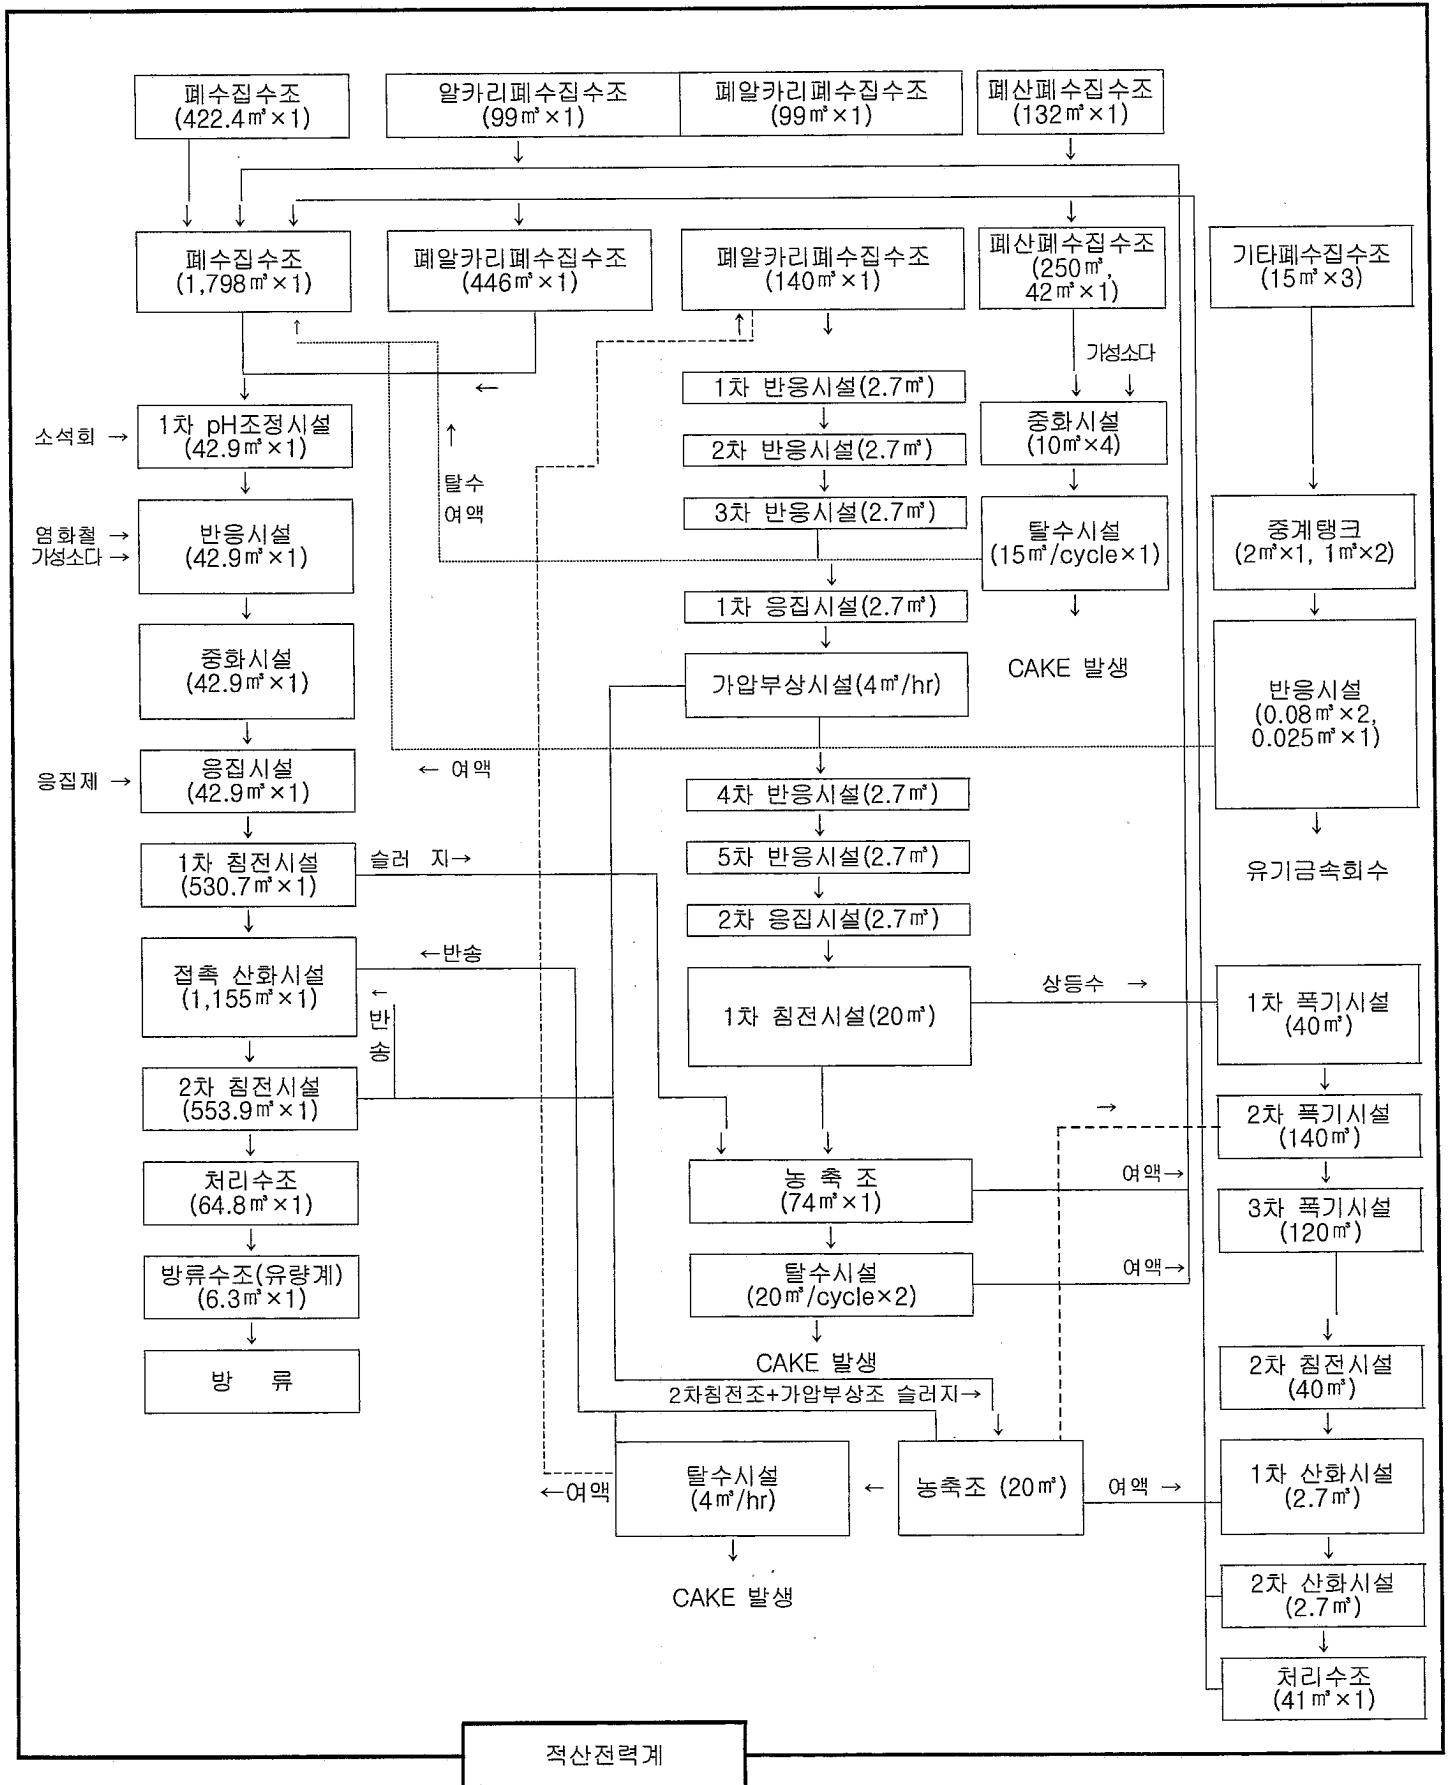 폐수집수조
(422.4㎥×1)
알카리폐수집수조
(99㎥×1)
폐알카리폐수집수조
(99㎥×1)
폐산폐수집수조
(132㎥×1)
폐수집수조
(1,798㎥×1)
폐알카리폐수집수조
(446㎥×1)
폐알카리폐수집수조
(140㎥×1)
폐산폐수집수조
(250㎥,
42㎥×1)
기타폐수집수조
(15㎥×3)
가성소다
←
1차 반응시설(2.7㎥)
소석회 →
1차 pH조정시설
(42.9㎥×1)
↑
탈수
여액
2차 반응시설(2.7㎥)
중화시설
(10㎥×4)
염화철 →
가성소다→
반응시설
(42.9㎥×1)
3차 반응시설(2.7㎥)
탈수시설
(15㎥/cycle×1)
중계탱크
(2㎥×1, 1㎥×2)
1차 응집시설(2.7㎥)
중화시설
(42.9㎥×1)
가압부상시설(4㎥/hr)
CAKE 발생
반응시설
(0.08㎥×2,
0.025㎥×1)
응집제 →
응집시설
(42.9㎥×1)
← 여액
4차 반응시설(2.7㎥)
1차 침전시설
(530.7㎥×1)
슬러 지→
5차 반응시설(2.7㎥)
유기금속회수
2차 응집시설(2.7㎥)
접촉 산화시설
(1,155㎥×1)
←반송
←
반
송
1차 침전시설(20㎥)
상등수 →
1차 폭기시설
(40㎥)
2차 침전시설
(553.9㎥×1)
→
2차 폭기시설
(140㎥)
처리수조
(64.8㎥×1)
농 축 조
(74㎥×1)
여액→
3차 폭기시설
(120㎥)
방류수조(유량계)
(6.3㎥×1)
탈수시설
(20㎥/cycle×2)
여액→
방 류
CAKE 발생
2차침전조+가압부상조 슬러지→
2차 침전시설
(40㎥)
←여액
탈수시설
(4㎥/hr)
←
농축조 (20㎥)
여액 →
1차 산화시설
(2.7㎥)
CAKE 발생
2차 산화시설
(2.7㎥)
처리수조
(41㎥×1)
적산전력계